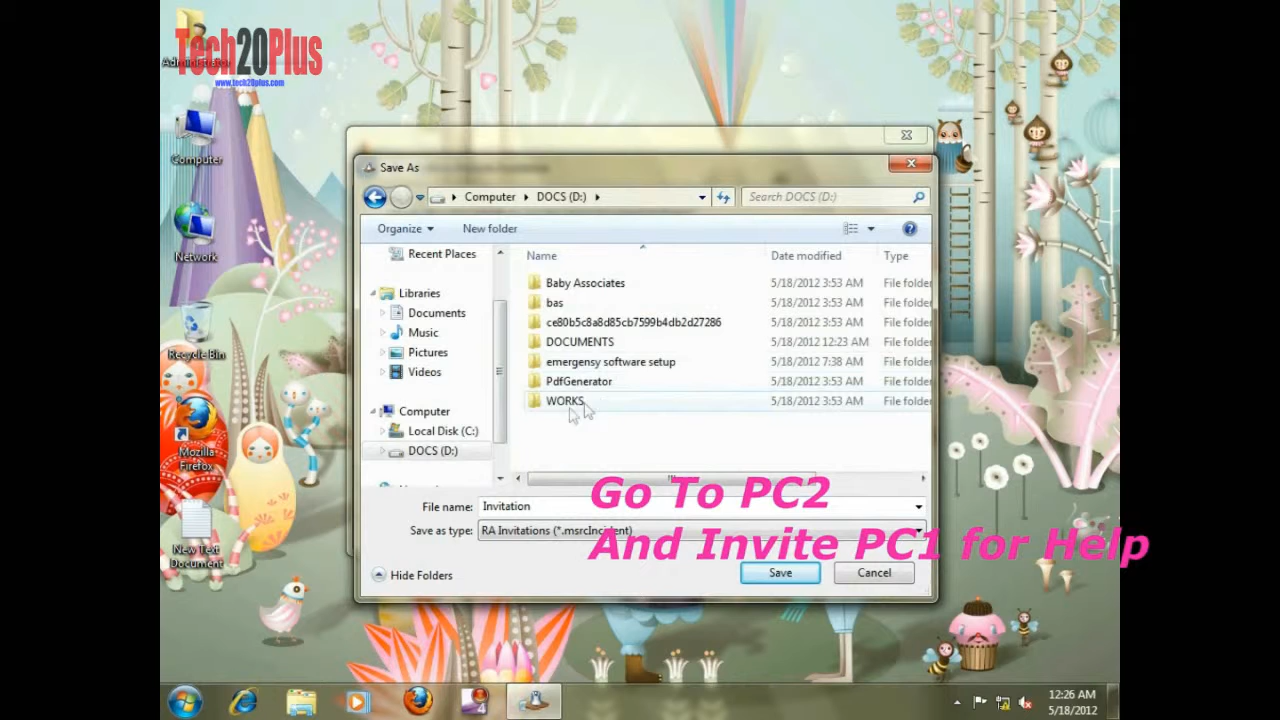 Tech20Plus
www.tech20plus.com
Computer
Network
Recycle Bin
Mozilla
Firefox
New Text
Document
Save As
Computer
DOCS (D:)
Search DOCS (D:)
Organize
New folder
Recent Places
Libraries
Documents
Music
Pictures
Videos
Computer
Local Disk (C:)
DOCS (D:)
Name Date modified Type
Baby Associates 5/18/2012 3:53 AM File folder
bas 5/18/2012 3:53 AM File folder
ce80b5c8a8d85cb7599b4db2d27286 5/18/2012 3:53 AM File folder
DOCUMENTS 5/18/2012 12:23 AM File folder
emergensy software setup 5/18/2012 7:38 AM File folder
PdfGenerator 5/18/2012 3:53 AM File folder
WORKS 5/18/2012 3:53 AM File folder
File name: Invitation
Save as type: RA Invitations (*.msrcIncident)
Go To PC2
And Invite PC1 for Help
Hide Folders
Save
Cancel
12:26 AM
5/18/2012